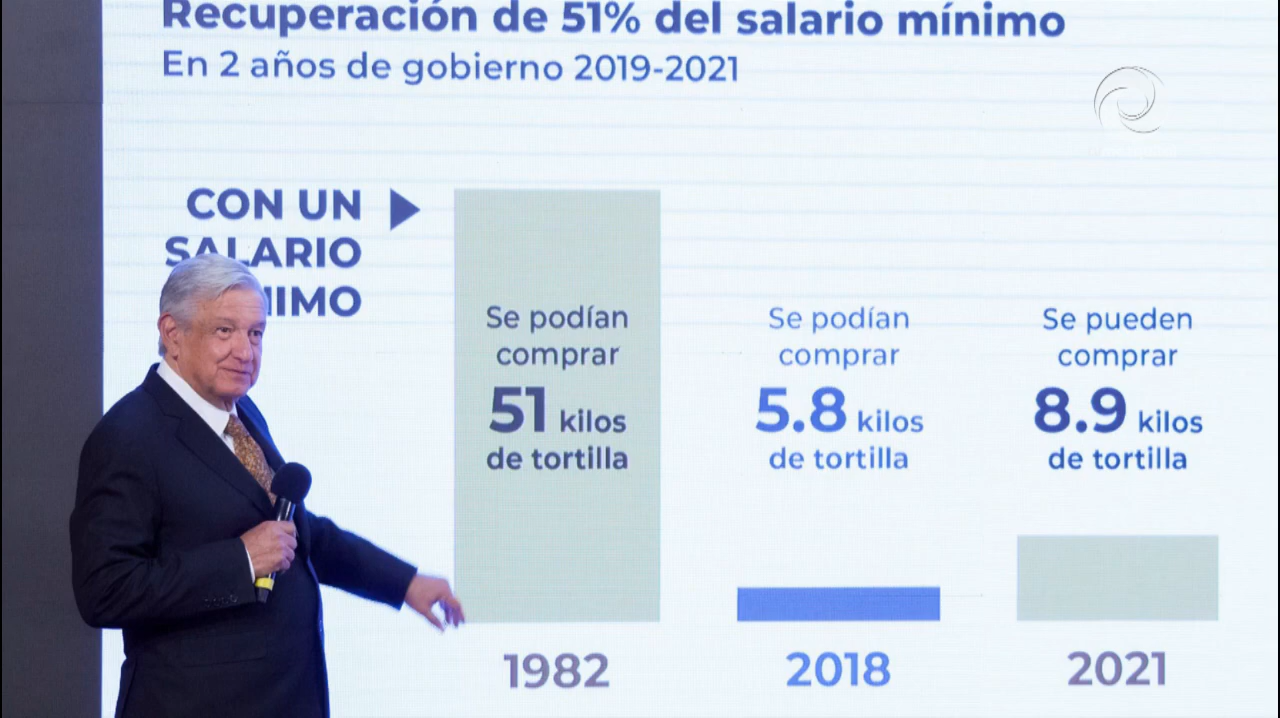 Recuperación de 51% del salario mínimo
En 2 años de gobierno 2019-2021
CON UN
SALARIO
IMO
Se podían
comprar
51 kilos
de tortilla
Se podían
comprar
5.8 kilos
de tortilla
Se pueden
comprar
8.9 kilos
de tortilla
1982
2018
2021